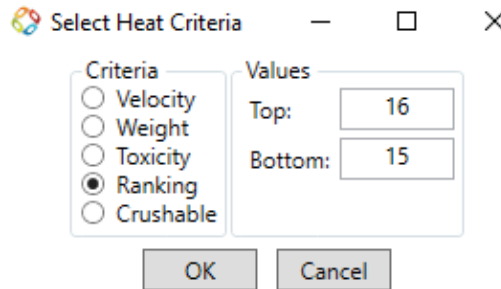 Select Heat Criteria
Criteria
Velocity
Weight
Toxicity
Ranking
Crushable
Values
Top: 16
Bottom: 15
OK Cancel